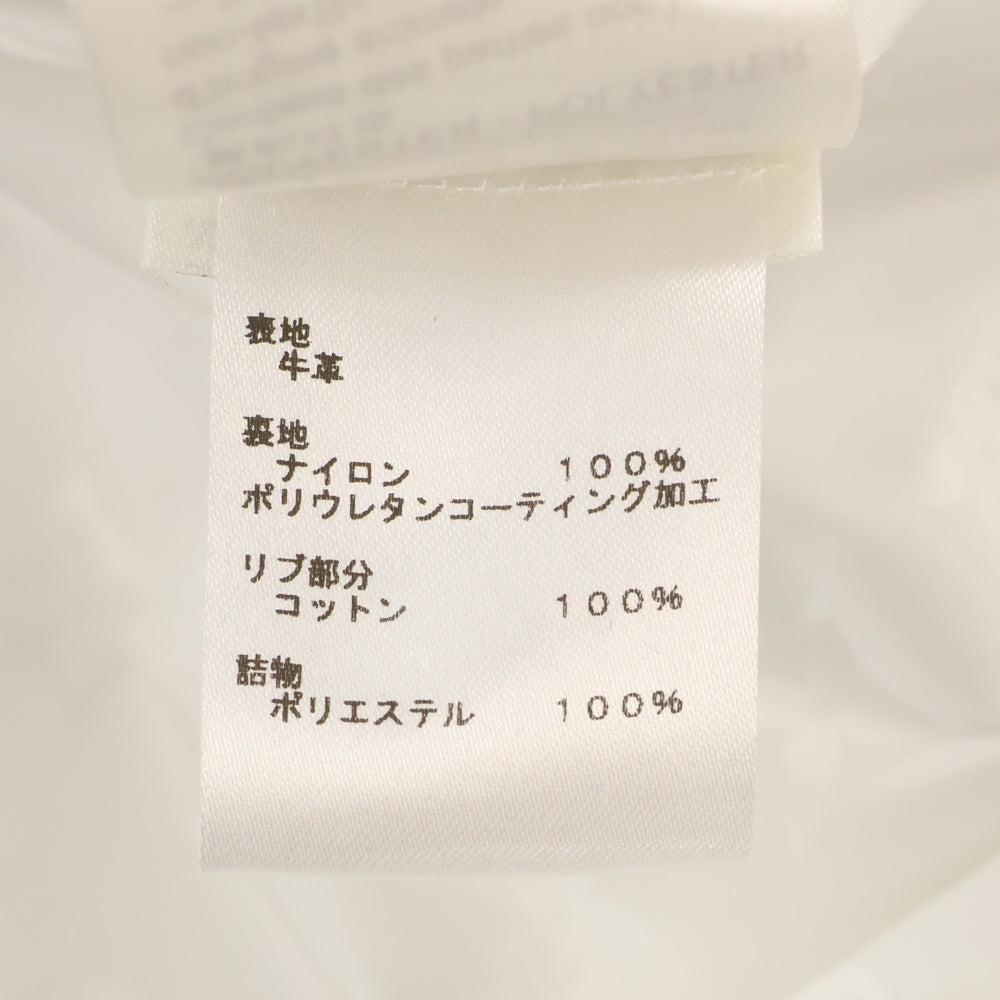 POLYESTER - POLYESTER
表地
牛革
裏地
ナイロン 100%
ポリウレタンコーティング加工
リブ部分
コットン 100%
詰物
ポリエステル 100%